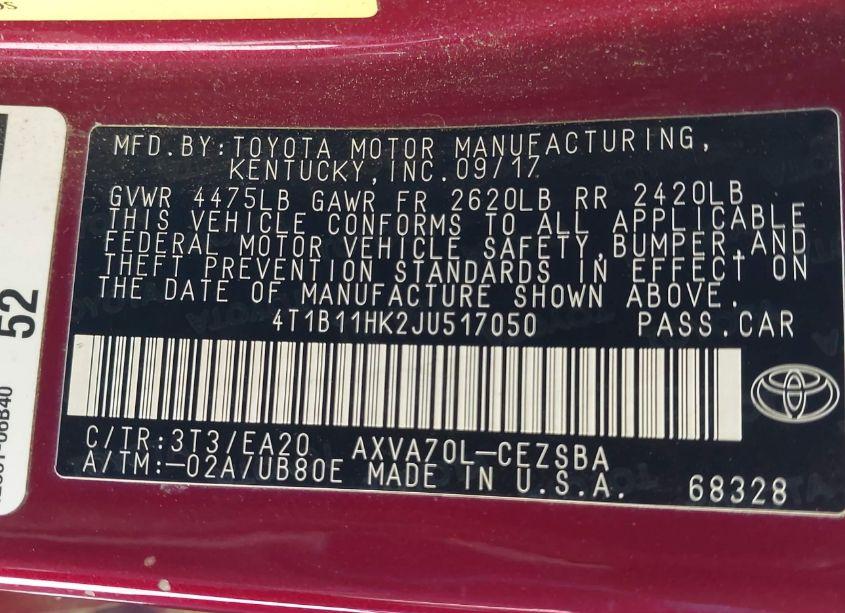 MFD.BY:TOYOTA MOTOR MANUFACTURING,
KENTUCKY, INC.09/17
GVWR 4475LB GAWR FR 2620LB RR 2420LB
THIS VEHICLE CONFORMS TO ALL APPLICABLE
FEDERAL MOTOR VEHICLE SAFETY,BUMPER,AND
THEFT PREVENTION STANDARDS IN EFFECT ON
THE DATE OF MANUFACTURE SHOWN ABOVE.
4T1B11HK2JU517050 PASS.CAR
C/TR:3T3/EA20 AXVA70L-CEZSBA
A/TM:-02A/UB80E MADE IN U.S.A. 68328
52